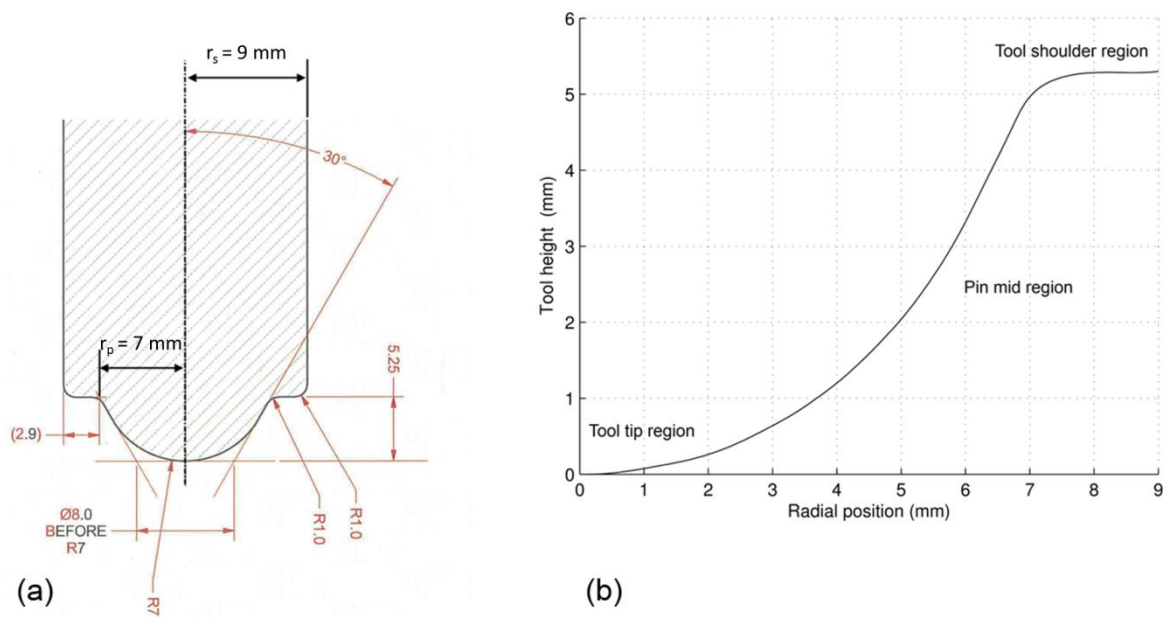 rs = 9 mm
30°
rp = 7 mm
5.25
(2.9)
Ø8.0
BEFORE
R7
R7
R1.0
R1.0
(a)
6
5
4
3
2
1
0
Tool height (mm)
Tool shoulder region
Pin mid region
Tool tip region
0 1 2 3 4 5 6 7 8 9
Radial position (mm)
(b)